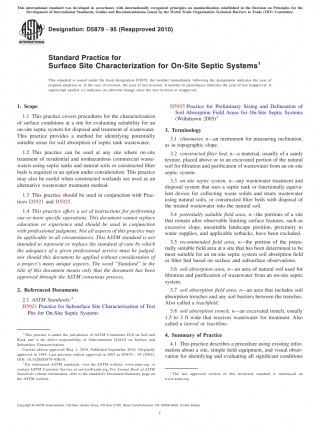 This international standard was developed in accordance with internationally recognized principles on standardization established in the Decision on Principles for the
Development of International Standards, Guides and Recommendations issued by the World Trade Organization Technical Barriers to Trade (TBT) Committee.
Designation: D5879 − 95 (Reapproved 2010)
Standard Practice for
Surface Site Characterization for On-Site Septic Systems1
This standard is issued under the fixed designation D5879; the number immediately following the designation indicates the year of
original adoption or, in the case of revision, the year of last revision. A number in parentheses indicates the year of last reapproval. A
superscript epsilon (ε) indicates an editorial change since the last revision or reapproval.
1. Scope
1.1 This practice covers procedures for the characterization
of surface conditions at a site for evaluating suitability for an
on-site septic system for disposal and treatment of wastewater.
This practice provides a method for identifying potentially
suitable areas for soil absorption of septic tank wastewater.
1.2 This practice can be used at any site where on-site
treatment of residential and nonhazardous commercial waste-
waters using septic tanks and natural soils or constructed filter
beds is required or an option under consideration. This practice
may also be useful when constructed wetlands are used as an
alternative wastewater treatment method.
1.3 This practice should be used in conjunction with Prac-
tices D5921 and D5925.
1.4 This practice offers a set of instructions for performing
one or more specific operations. This document cannot replace
education or experience and should be used in conjunction
with professional judgment. Not all aspects of this practice may
be applicable in all circumstances. This ASTM standard is not
intended to represent or replace the standard of care by which
the adequacy of a given professional service must be judged,
nor should this document be applied without consideration of
a project's many unique aspects. The word "Standard" in the
title of this document means only that the document has been
approved through the ASTM consensus process.
2. Referenced Documents
2.1 ASTM Standards:2
D5921 Practice for Subsurface Site Characterization of Test
Pits for On-Site Septic Systems
1 This practice is under the jurisdiction of ASTM Committee D18 on Soil and
Rock and is the direct responsibility of Subcommittee D18.01 on Surface and
Subsurface Characterization.
Current edition approved May 1, 2010. Published September 2010. Originally
approved in 1995. Last previous edition approved in 2003 as D5879 – 95 (2003).
DOI: 10.1520/D5879-95R10.
2 For referenced ASTM standards, visit the ASTM website, www.astm.org, or
contact ASTM Customer Service at service@astm.org. For Annual Book of ASTM
Standards volume information, refer to the standard's Document Summary page on
the ASTM website.
D5925 Practice for Preliminary Sizing and Delineation of
Soil Absorption Field Areas for On-Site Septic Systems
(Withdrawn 2005)3
3. Terminology
3.1 clinometer, n—an instrument for measuring inclination,
as in topographic slope.
3.2 constructed filter bed, n—a material, usually of a sandy
texture, placed above or in an excavated portion of the natural
soil for filtration and purification of wastewater from an on-site
septic system.
3.3 on-site septic system, n—any wastewater treatment and
disposal system that uses a septic tank or functionally equiva-
lent device for collecting waste solids and treats wastewater
using natural soils, or constructed filter beds with disposal of
the treated wastewater into the natural soil.
3.4 potentially suitable field area, n—the portions of a site
that remain after observable limiting surface features, such as
excessive slope, unsuitable landscape position, proximity to
water supplies, and applicable setbacks, have been excluded.
3.5 recommended field area, n—the portion of the poten-
tially suitable field area at a site that has been determined to be
most suitable for an on-site septic system soil absorption field
or filter bed based on surface and subsurface observations.
3.6 soil absorption area, n—an area of natural soil used for
filtration and purification of wastewater from an on-site septic
system.
3.7 soil absorption field area, n—an area that includes soil
absorption trenches and any soil barriers between the trenches.
Also called a leachfield.
3.8 soil absorption trench, n—an excavated trench, usually
1.5 to 3 ft wide that receives wastewater for treatment. Also
called a lateral or leachline.
4. Summary of Practice
4.1 This practice describes a procedure using existing infor-
mation about a site, simple field equipment, and visual obser-
vation for identifying and evaluating all significant conditions
3 The last approved version of this historical standard is referenced on
www.astm.org.
Copyright © ASTM International, 100 Barr Harbor Drive, PO Box C700, West Conshohocken, PA 19428-2959. United States
1